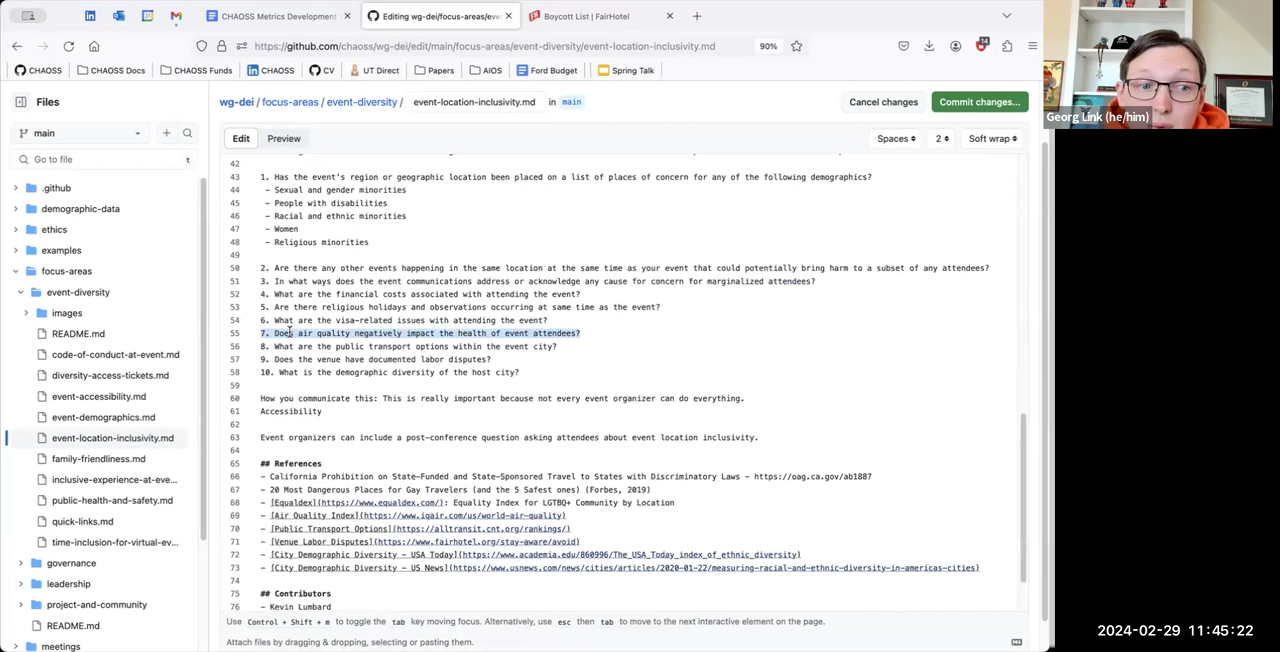 CHAOSS Metrics Development
Editing wg-dei/focus-areas/eve
Boycott List | FairHotel
https://github.com/chaoss/wg-dei/edit/main/focus-areas/event-diversity/event-location-inclusivity.md
90%
14
CHAOSS
CHAOSS Docs
CHAOSS Funds
CHAOSS
CV
UT Direct
Papers
AIOS
Ford Budget
Spring Talk
Georg Link (he/him)
Files
wg-dei / focus-areas / event-diversity / event-location-inclusivity.md in main
Cancel changes
Commit changes...
main
Edit
Preview
Spaces
2
Soft wrap
Go to file
t
.github
demographic-data
ethics
examples
focus-areas
event-diversity
images
README.md
code-of-conduct-at-event.md
diversity-access-tickets.md
event-accessibility.md
event-demographics.md
event-location-inclusivity.md
family-friendliness.md
inclusive-experience-at-eve...
public-health-and-safety.md
quick-links.md
time-inclusion-for-virtual-ev...
governance
leadership
project-and-community
README.md
meetings
42
43 1. Has the event's region or geographic location been placed on a list of places of concern for any of the following demographics?
44 - Sexual and gender minorities
45 - People with disabilities
46 - Racial and ethnic minorities
47 - Women
48 - Religious minorities
49
50 2. Are there any other events happening in the same location at the same time as your event that could potentially bring harm to a subset of any attendees?
51 3. In what ways does the event communications address or acknowledge any cause for concern for marginalized attendees?
52 4. What are the financial costs associated with attending the event?
53 5. Are there religious holidays and observations occurring at same time as the event?
54 6. What are the visa-related issues with attending the event?
55 7. Does air quality negatively impact the health of event attendees?
56 8. What are the public transport options within the event city?
57 9. Does the venue have documented labor disputes?
58 10. What is the demographic diversity of the host city?
59
60 How you communicate this: This is really important because not every event organizer can do everything.
61 Accessibility
62
63 Event organizers can include a post-conference question asking attendees about event location inclusivity.
64
65 ## References
66 - California Prohibition on State-Funded and State-Sponsored Travel to States with Discriminatory Laws - https://oag.ca.gov/ab1887
67 - 20 Most Dangerous Places for Gay Travelers (and the 5 Safest ones) (Forbes, 2019)
68 - [Equaldex](https://www.equaldex.com/): Equality Index for LGTBQ+ Community by Location
69 - [Air Quality Index](https://www.iqair.com/us/world-air-quality)
70 - [Public Transport Options](https://alltransit.cnt.org/rankings/)
71 - [Venue Labor Disputes](https://www.fairhotel.org/stay-aware/avoid)
72 - [City Demographic Diversity - USA Today](https://www.academia.edu/860996/The_USA_Today_index_of_ethnic_diversity)
73 - [City Demographic Diversity - US News](https://www.usnews.com/news/cities/articles/2020-01-22/measuring-racial-and-ethnic-diversity-in-americas-cities)
74
75 ## Contributors
76 - Kevin Lumbard
Use Control + Shift + m to toggle the tab key moving focus. Alternatively, use esc then tab to move to the next interactive element on the page.
Attach files by dragging & dropping, selecting or pasting them.
2024-02-29 11:45:22